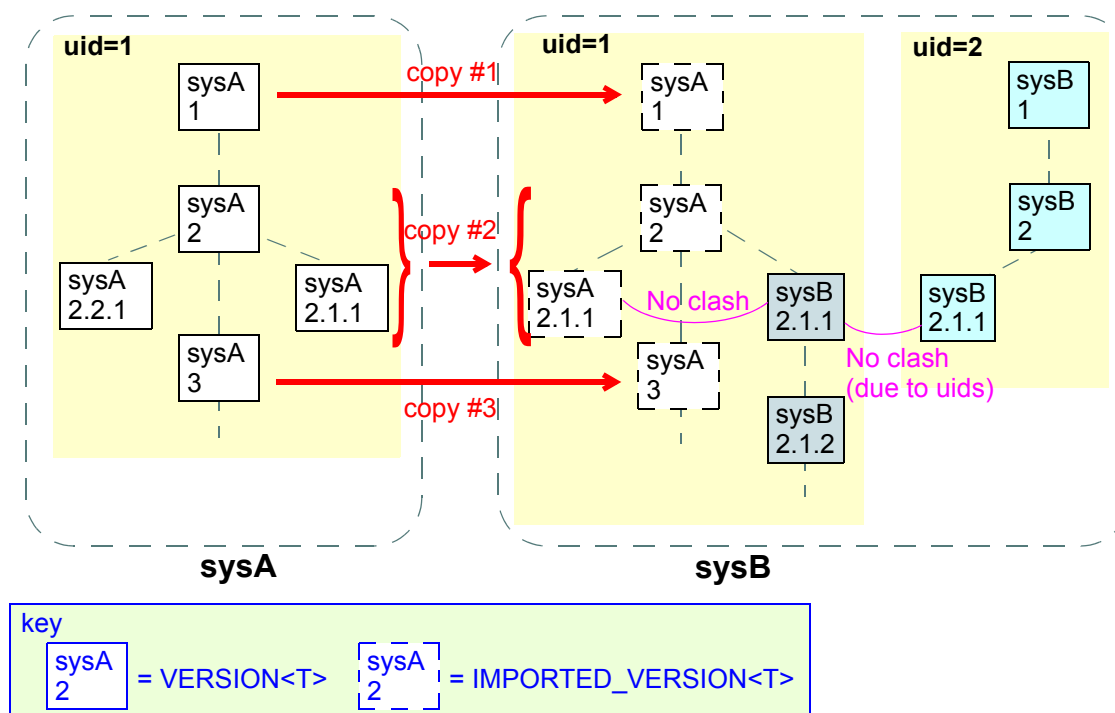 uid=1
sysA
1
sysA
2
sysA
2.2.1
sysA
2.1.1
sysA
3
sysA
copy #1
copy #2
copy #3
uid=1
sysA
1
sysA
2
sysA
2.1.1
No clash
sysB
2.1.1
sysA
3
sysB
2.1.2
uid=2
sysB
1
sysB
2
sysB
2.1.1
No clash
(due to uids)
sysB
key
sysA
2
= VERSION<T>
sysA
2
= IMPORTED_VERSION<T>